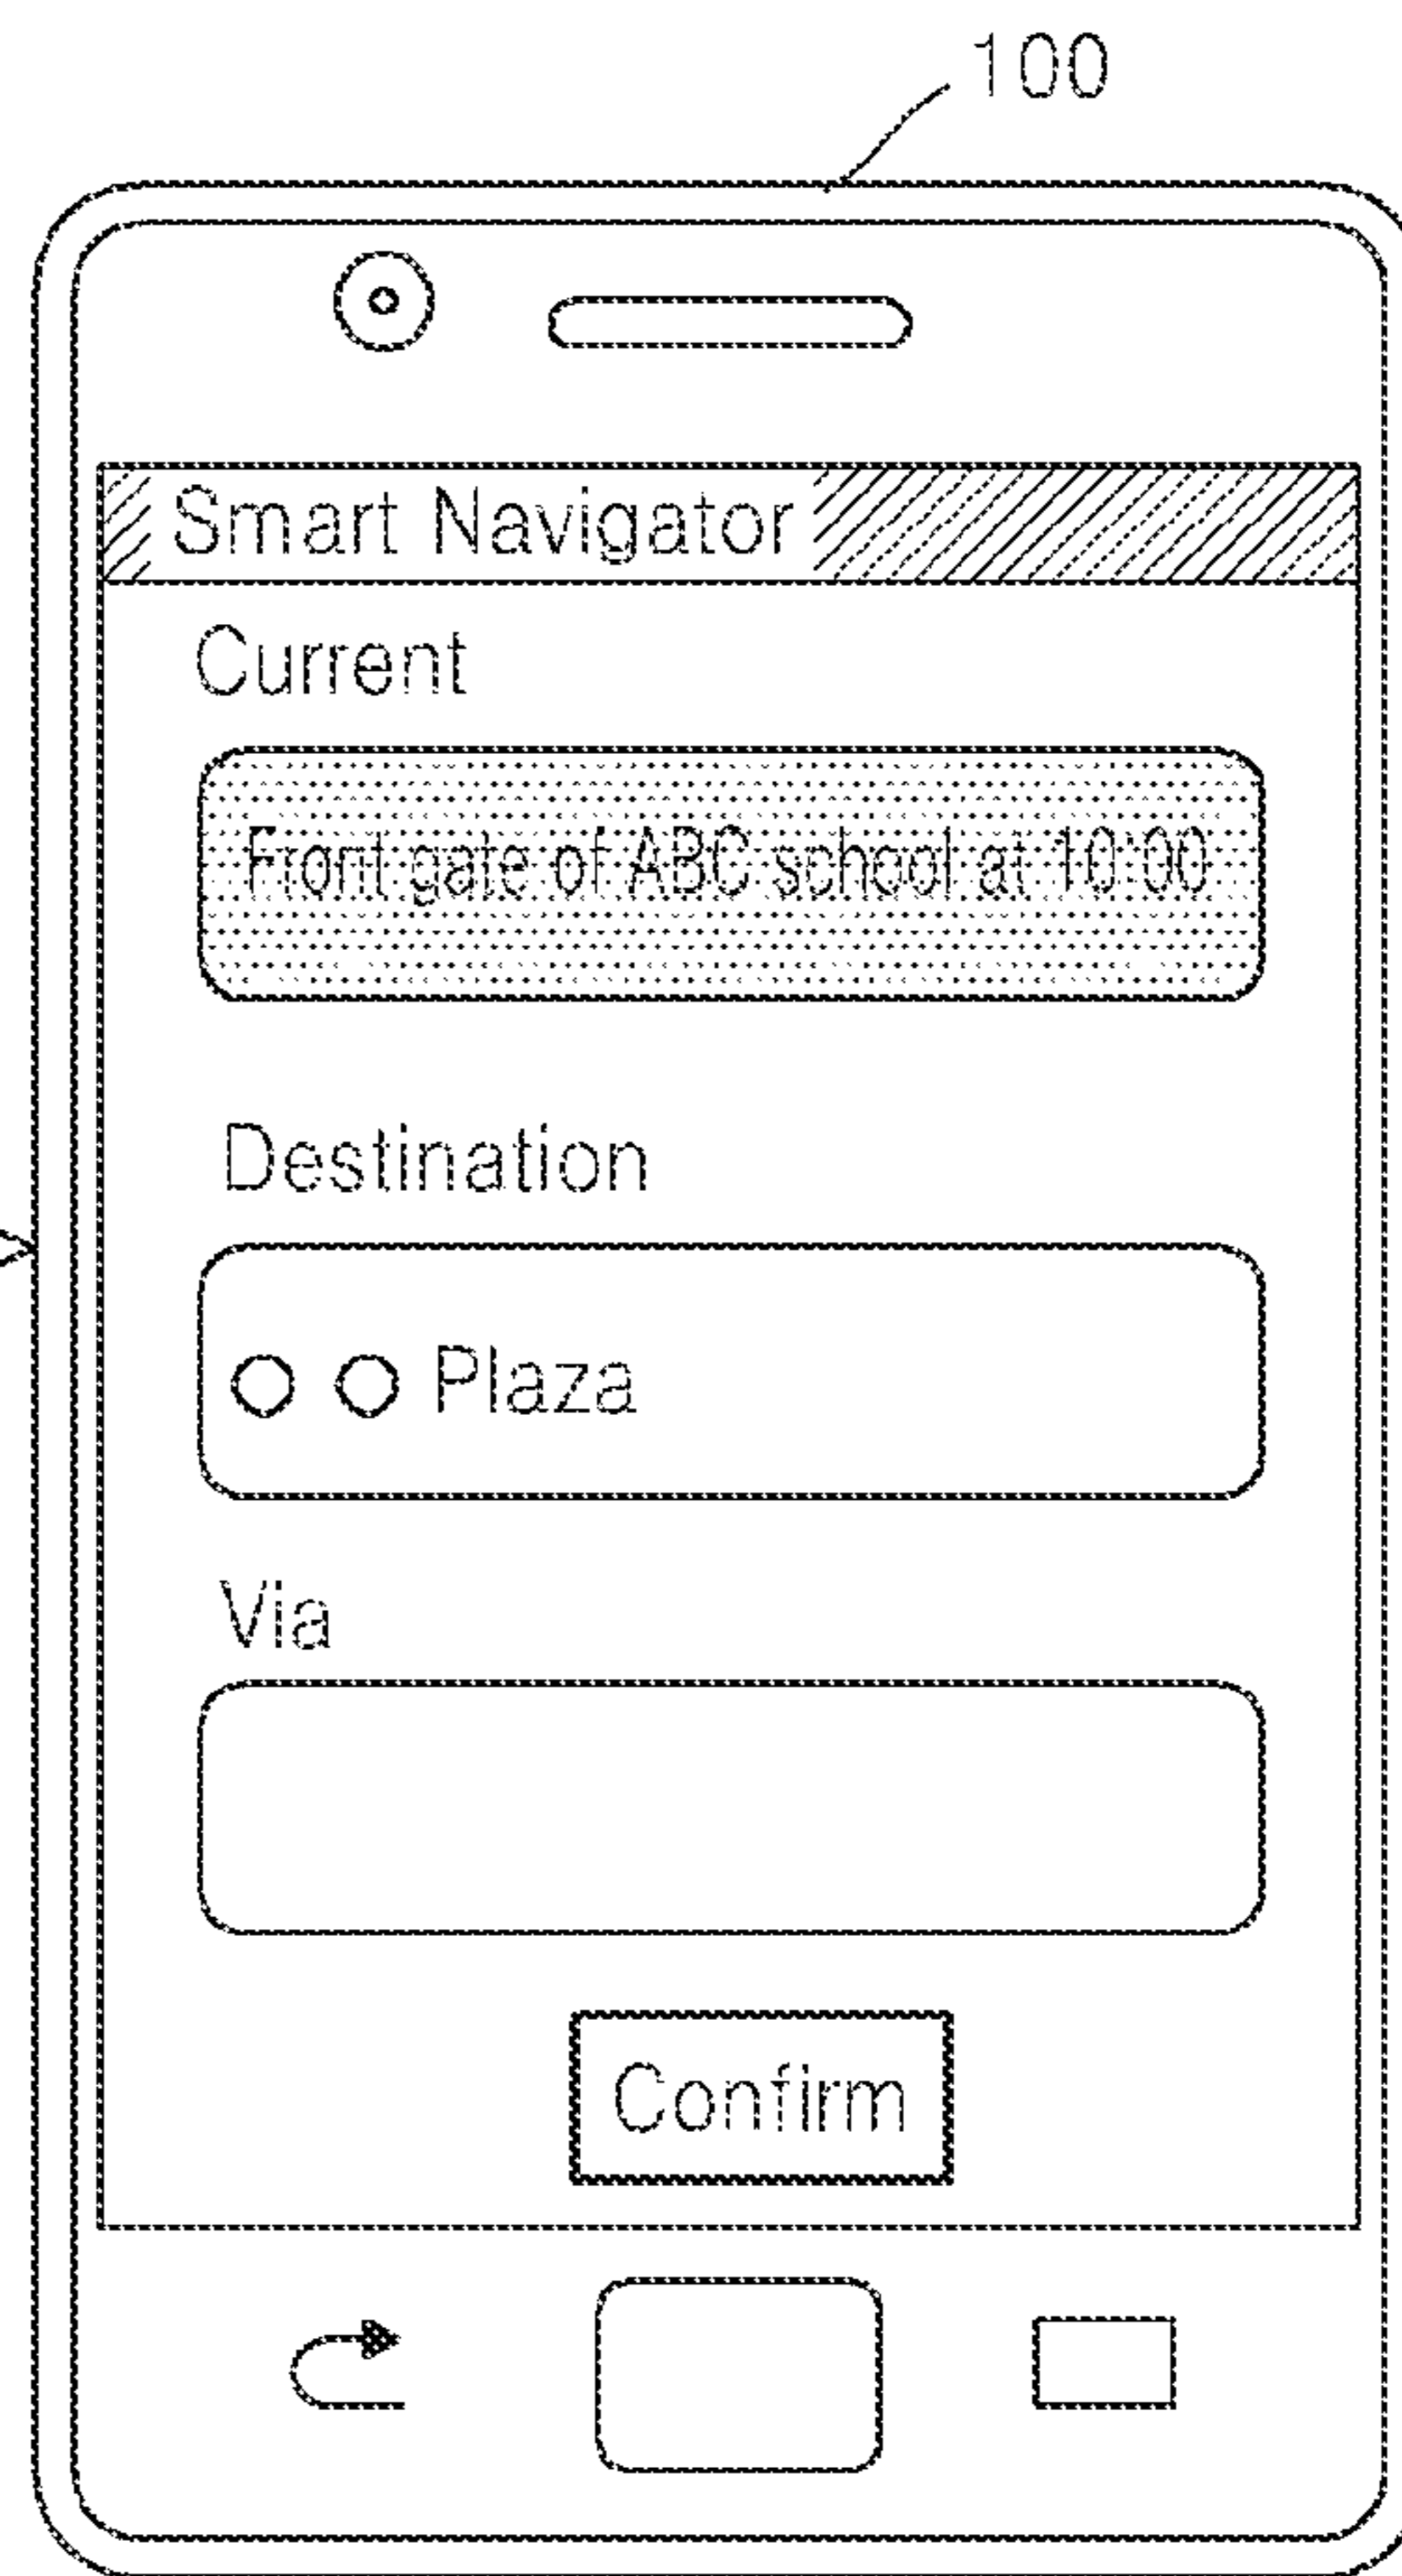 100
Smart Navigator
Current
Front gate of ABC school at 10:00
Destination
○ ○ Plaza
Via
Confirm